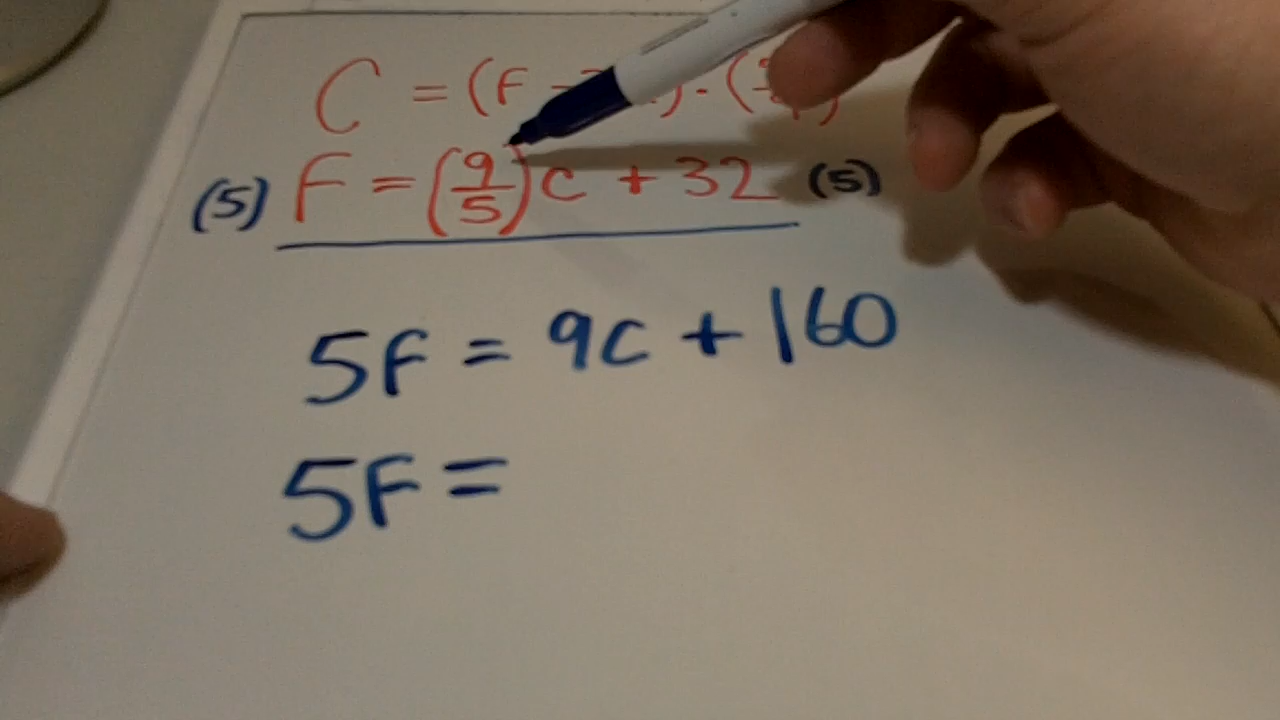 C = (F - ) · (
(5) F = (9/5)C + 32 (5)
5F = 9C + 160
5F =